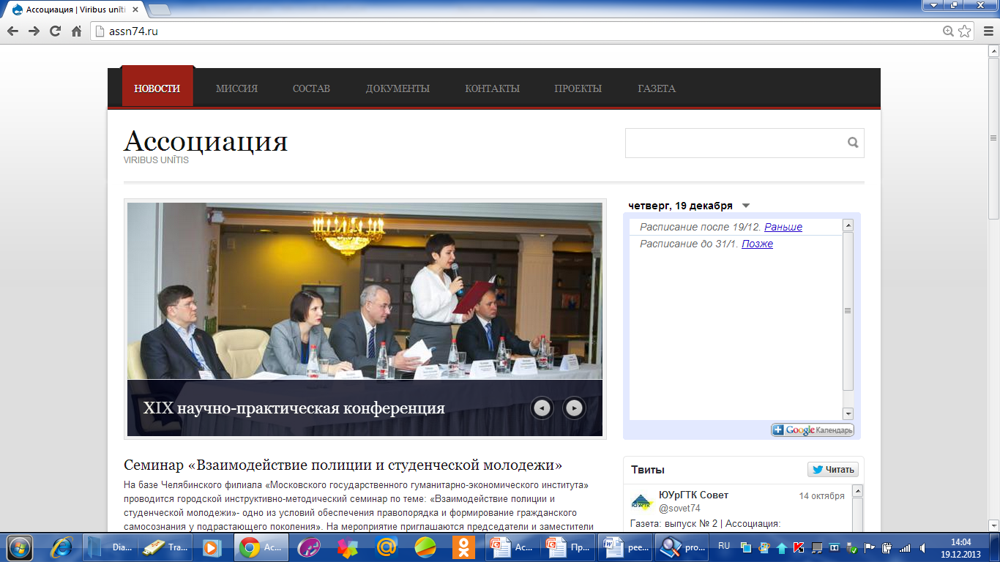 Ассоциация | Viribus unīti
assn74.ru
НОВОСТИ МИССИЯ СОСТАВ ДОКУМЕНТЫ КОНТАКТЫ ПРОЕКТЫ ГАЗЕТА
Ассоциация
VIRIBUS UNĪTIS
четверг, 19 декабря
Расписание после 19/12. Раньше
Расписание до 31/1. Позже
Google Календарь
XIX научно-практическая конференция
Семинар «Взаимодействие полиции и студенческой молодежи»
На базе Челябинского филиала «Московского государственного гуманитарно-экономического института»
проводится городской инструктивно-методический семинар по теме: «Взаимодействие полиции и
студенческой молодежи»- одно из условий обеспечения правопорядка и формирование гражданского
самосознания у подрастающего поколения». На мероприятие приглашаются председатели и заместители
Твиты Читать
ЮУрГТК Совет 14 октября
@sovet74
Газета: выпуск № 2 | Ассоциация:
Dia... Tra... Ас... Ас... Пр... рее... pro... RU
14:04
19.12.2013